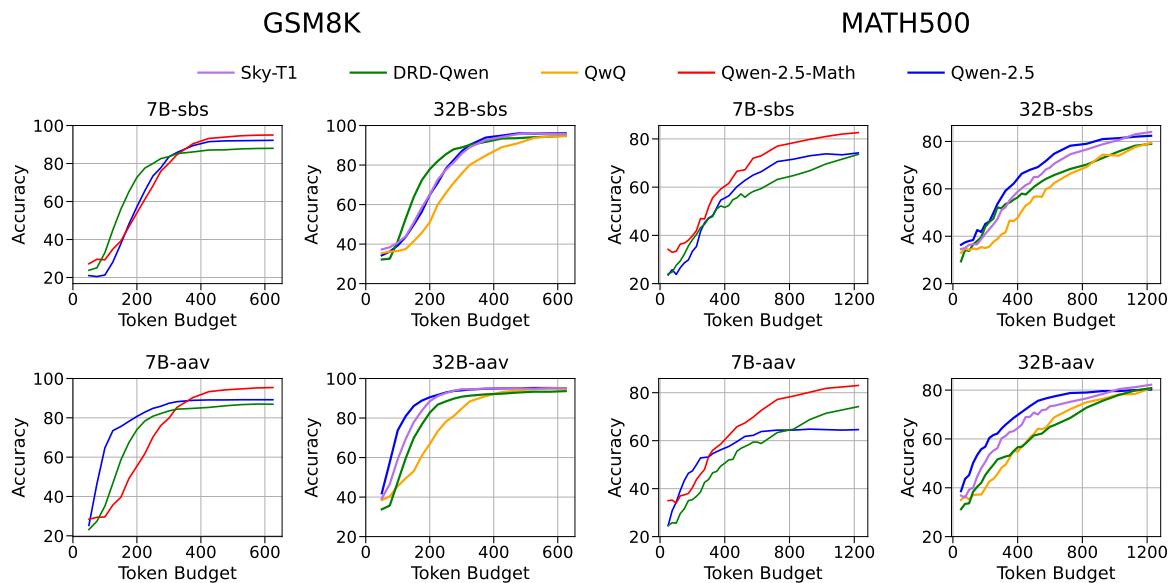 GSM8K MATH500
Sky-T1 DRD-Qwen QwQ Qwen-2.5-Math Qwen-2.5
7B-sbs 32B-sbs 7B-sbs 32B-sbs
Accuracy Accuracy Accuracy Accuracy
100 100
80 80 80 80
60 60 60 60
40 40 40 40
20 20 20 20
0 200 400 600 0 200 400 600 0 400 800 1200 0 400 800 1200
Token Budget Token Budget Token Budget Token Budget
7B-aav 32B-aav 7B-aav 32B-aav
Accuracy Accuracy Accuracy Accuracy
100 100
80 80 80 80
60 60 60 60
40 40 40 40
20 20 20 20
0 200 400 600 0 200 400 600 0 400 800 1200 0 400 800 1200
Token Budget Token Budget Token Budget Token Budget